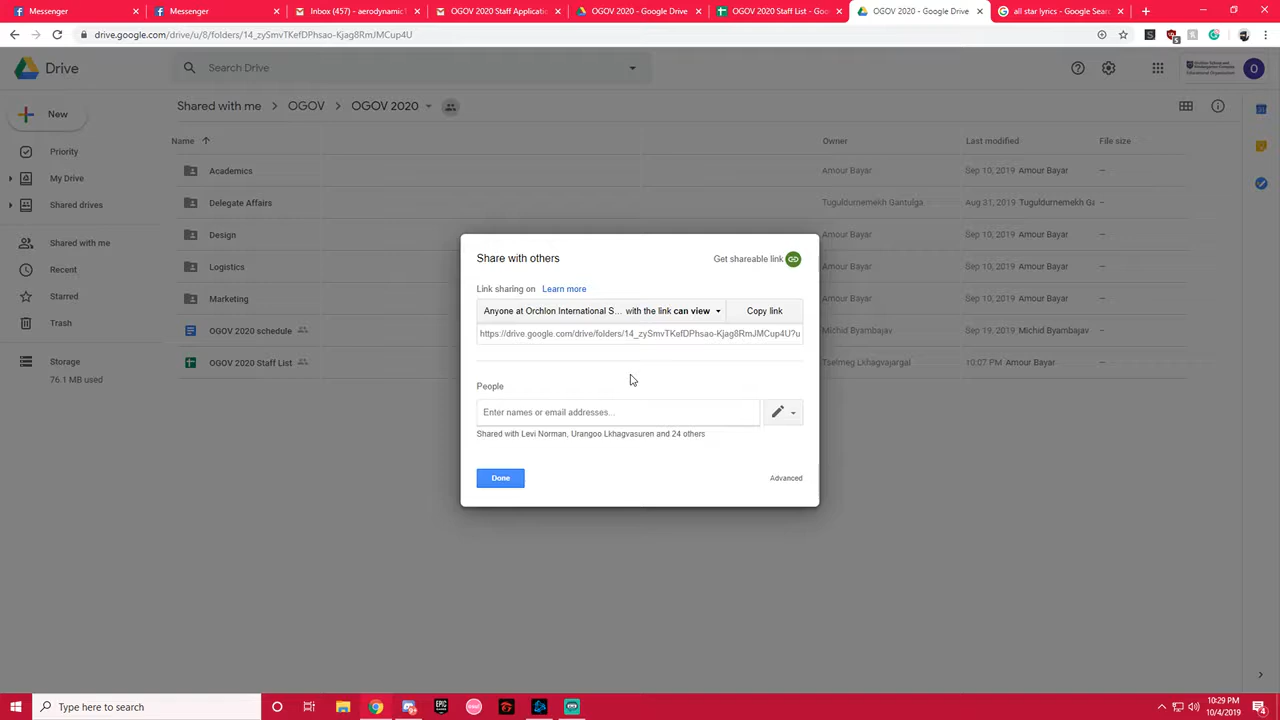 Messenger
Messenger
Inbox (457) - aerodynamic1
OGOV 2020 Staff Applicatio
OGOV 2020 - Google Drive
OGOV 2020 Staff List - Goo
OGOV 2020 - Google Drive
all star lyrics - Google Searc
drive.google.com/drive/u/8/folders/14_zySmvTKefDPhsao-Kjag8RmJMCup4U
Drive
Search Drive
O
New
Shared with me > OGOV > OGOV 2020
Name
Owner
Last modified
File size
Priority
My Drive
Shared drives
Shared with me
Recent
Starred
Trash
Storage
76.1 MB used
Academics
Amour Bayar
Sep 10, 2019 Amour Bayar
–
Delegate Affairs
Tuguldurnemekh Gantulga
Aug 31, 2019 Tuguldurnemekh Ga
–
Design
Amour Bayar
Sep 10, 2019 Amour Bayar
–
Logistics
Amour Bayar
Sep 10, 2019 Amour Bayar
–
Marketing
Amour Bayar
Sep 10, 2019 Amour Bayar
–
OGOV 2020 schedule
Michid Byambajav
Sep 19, 2019 Michid Byambajav
–
OGOV 2020 Staff List
Tselmeg Lkhagvajargal
10:07 PM Amour Bayar
–
Share with others
Get shareable link
Link sharing on Learn more
Anyone at Orchlon International S... with the link can view
Copy link
https://drive.google.com/drive/folders/14_zySmvTKefDPhsao-Kjag8RmJMCup4U?u
People
Enter names or email addresses...
Shared with Levi Norman, Urangoo Lkhagvasuren and 24 others
Done
Advanced
Type here to search
EPIC
10:29 PM
10/4/2019
4